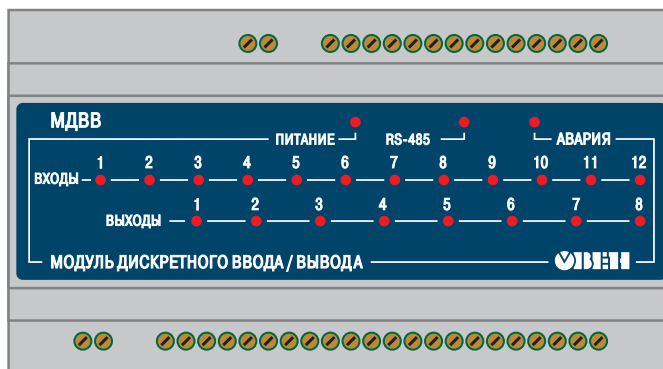 МДВВ
ПИТАНИЕ RS-485 АВАРИЯ
1 2 3 4 5 6 7 8 9 10 11 12
ВХОДЫ
1 2 3 4 5 6 7 8
ВЫХОДЫ
МОДУЛЬ ДИСКРЕТНОГО ВВОДА / ВЫВОДА ОВЕН